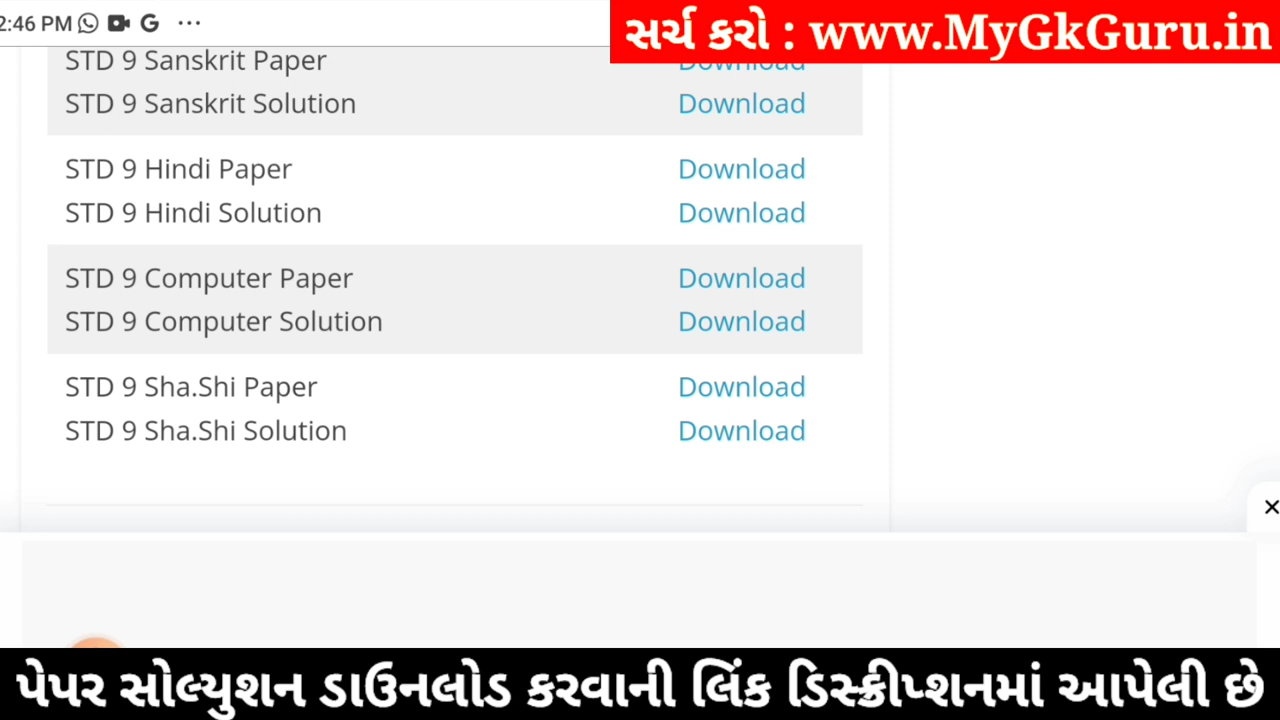 2:46 PM
સર્ચ કરો : www.MyGkGuru.in
STD 9 Sanskrit Paper Download
STD 9 Sanskrit Solution Download
STD 9 Hindi Paper Download
STD 9 Hindi Solution Download
STD 9 Computer Paper Download
STD 9 Computer Solution Download
STD 9 Sha.Shi Paper Download
STD 9 Sha.Shi Solution Download
પેપર સોલ્યુશન ડાઉનલોડ કરવાની લિંક ડિસ્ક્રીપ્શનમાં આપેલી છે